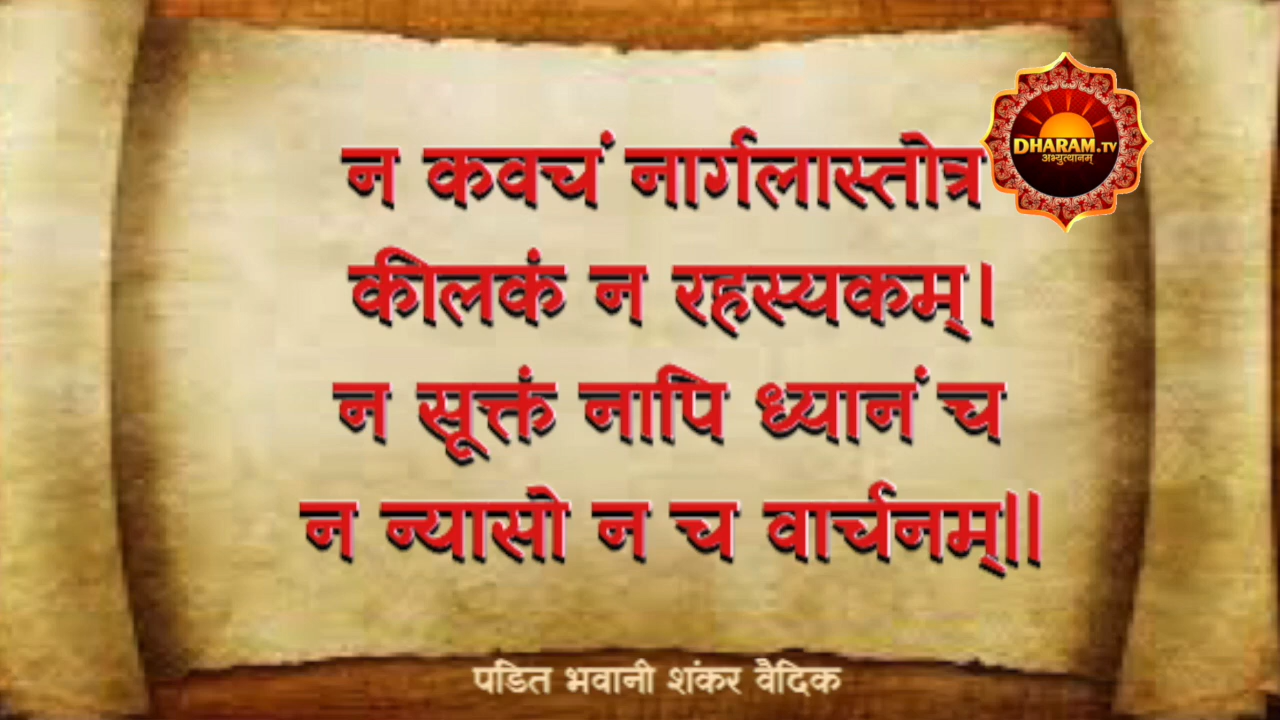 न कवचं नार्गलास्तोत्र
कीलकं न रहस्यकम्।
न सूक्तं नापि ध्यानं च
न न्यासो न च वार्चनम्॥
DHARAM.TV
अभ्युत्थानम्
पंडित भवानी शंकर वैदिक